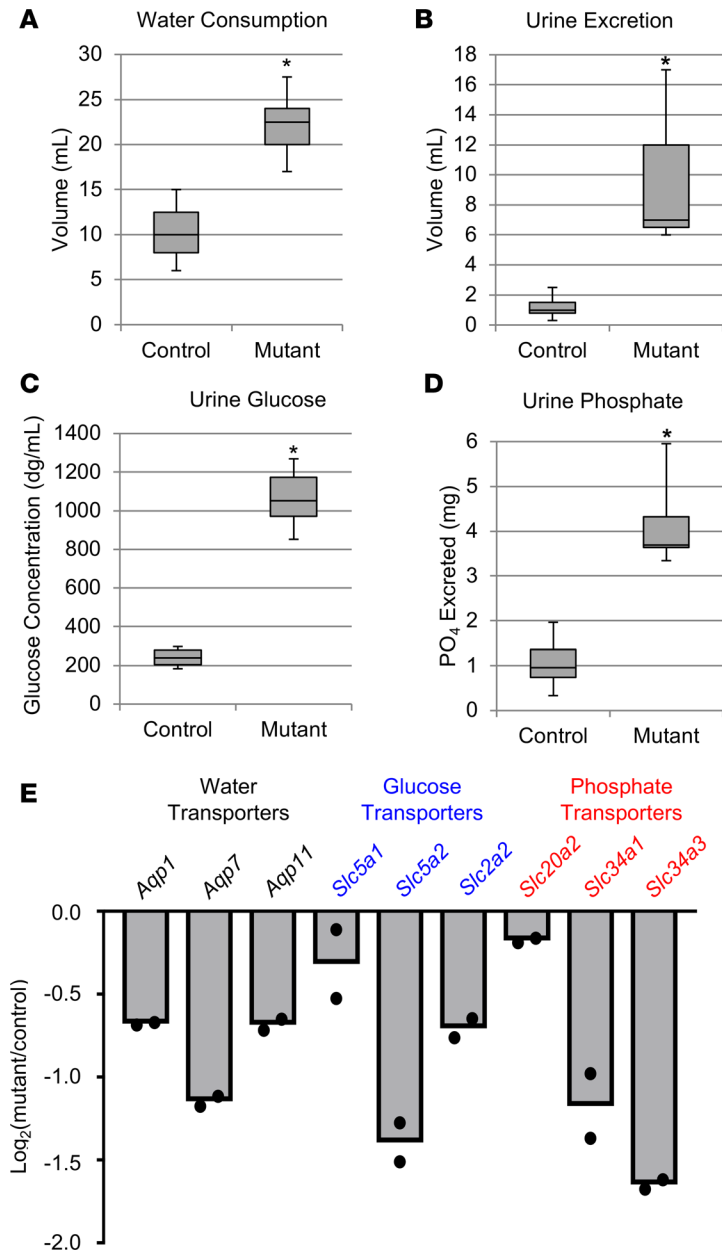 A
Water Consumption
Volume (mL)
30
25
20
15
10
5
0
*
Control
Mutant
B
Urine Excretion
Volume (mL)
18
16
14
12
10
8
6
4
2
0
*
Control
Mutant
C
Urine Glucose
Glucose Concentration (dg/mL)
1400
1200
1000
800
600
400
200
0
*
Control
Mutant
D
Urine Phosphate
PO₄ Excreted (mg)
6
5
4
3
2
1
0
*
Control
Mutant
E
Water
Transporters
Glucose
Transporters
Phosphate
Transporters
Aqp1
Aqp7
Aqp11
Slc5a1
Slc5a2
Slc2a2
Slc20a2
Slc34a1
Slc34a3
Log₂(mutant/control)
0.0
-0.5
-1.0
-1.5
-2.0